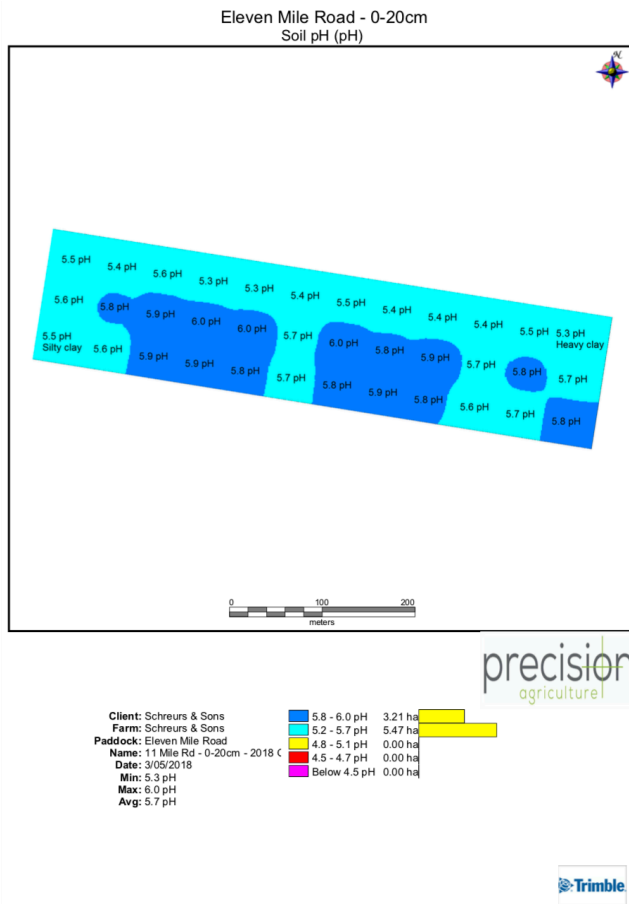 Eleven Mile Road - 0-20cm
Soil pH (pH)
N
5.5 pH
5.4 pH
5.6 pH
5.3 pH
5.3 pH
5.4 pH
5.5 pH
5.4 pH
5.4 pH
5.4 pH
5.5 pH
5.3 pH
Heavy clay
5.6 pH
5.8 pH
5.9 pH
6.0 pH
6.0 pH
5.7 pH
6.0 pH
5.8 pH
5.9 pH
5.7 pH
5.8 pH
5.7 pH
5.5 pH
Silty clay
5.6 pH
5.9 pH
5.9 pH
5.8 pH
5.7 pH
5.8 pH
5.9 pH
5.8 pH
5.6 pH
5.7 pH
5.8 pH
0 100 200
meters
precision
agriculture
Client: Schreurs & Sons
Farm: Schreurs & Sons
Paddock: Eleven Mile Road
Name: 11 Mile Rd - 0-20cm - 2018
Date: 3/05/2018
Min: 5.3 pH
Max: 6.0 pH
Avg: 5.7 pH
5.8 - 6.0 pH 3.21 ha
5.2 - 5.7 pH 5.47 ha
4.8 - 5.1 pH 0.00 ha
4.5 - 4.7 pH 0.00 ha
Below 4.5 pH 0.00 ha
Trimble